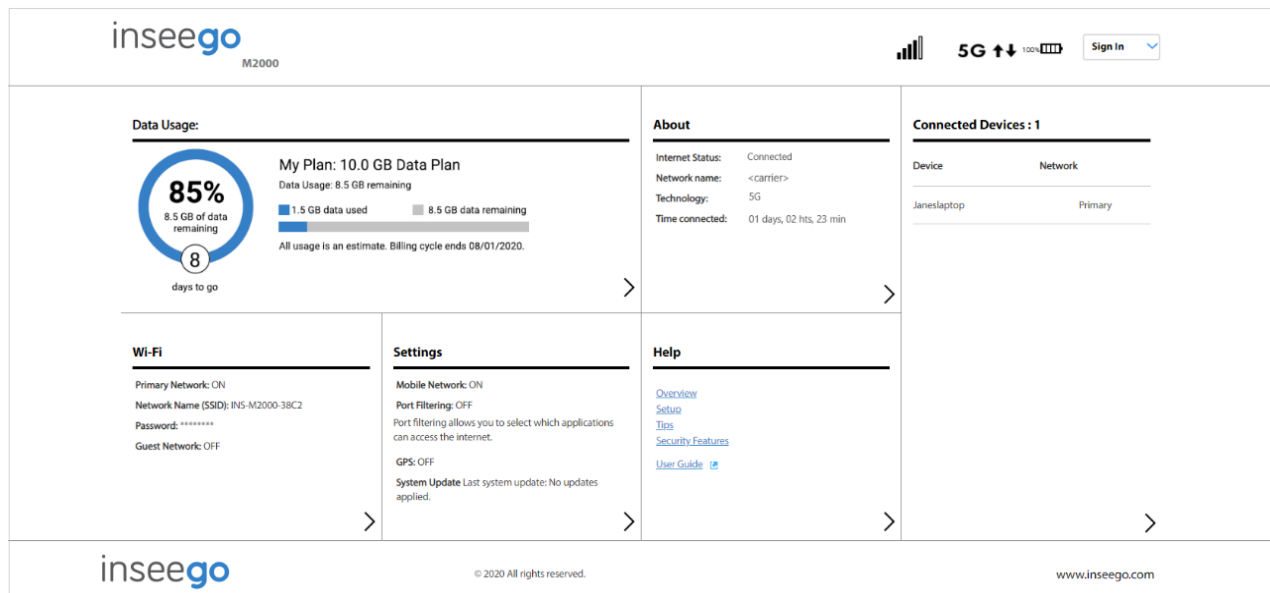 inseego
M2000
5G
100%
Sign In
Data Usage:
85%
8.5 GB of data
remaining
8
days to go
My Plan: 10.0 GB Data Plan
Data Usage: 8.5 GB remaining
1.5 GB data used
8.5 GB data remaining
All usage is an estimate. Billing cycle ends 08/01/2020.
About
Internet Status: Connected
Network name: <carrier>
Technology: 5G
Time connected: 01 days, 02 hts, 23 min
Connected Devices : 1
Device Network
Janeslaptop Primary
Wi-Fi
Primary Network: ON
Network Name (SSID): INS-M2000-38C2
Password: ********
Guest Network: OFF
Settings
Mobile Network: ON
Port Filtering: OFF
Port filtering allows you to select which applications
can access the internet.
GPS: OFF
System Update Last system update: No updates
applied.
Help
Overview
Setup
Tips
Security Features
User Guide
inseego
© 2020 All rights reserved.
www.inseego.com